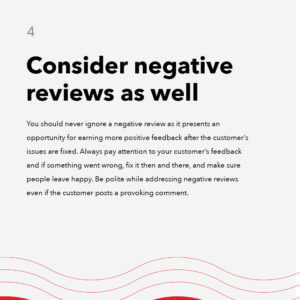 4
Consider negative
reviews as well
You should never ignore a negative review as it presents an
opportunity for earning more positive feedback after the customer's
issues are fixed. Always pay attention to your customer's feedback
and if something went wrong, fix it then and there, and make sure
people leave happy. Be polite while addressing negative reviews
even if the customer posts a provoking comment.